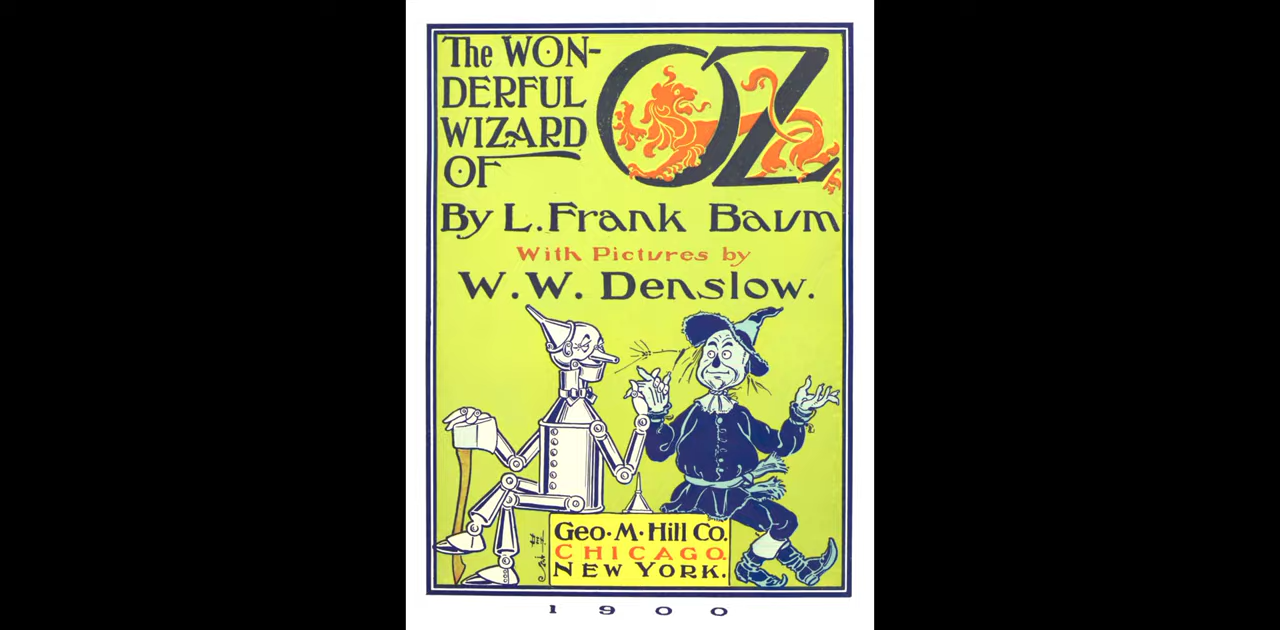 The WON-
DERFUL
WIZARD
OF
OZ
By L. Frank Baum
With Pictures by
W. W. Denslow.
Geo. M. Hill Co.
CHICAGO.
NEW YORK.
1900